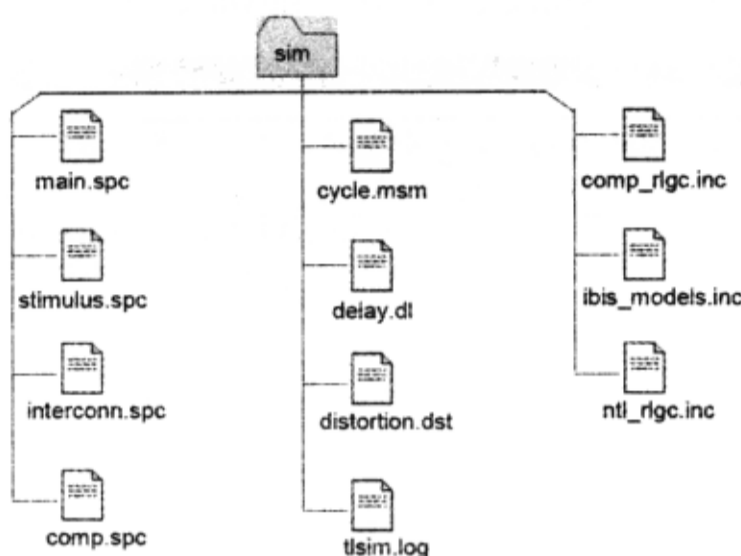 sim
main.spc
stimulus.spc
interconn.spc
comp.spc
cycle.msm
delay.dl
distortion.dst
tlsim.log
comp_rlgc.inc
ibis_models.inc
ntl_rlgc.inc